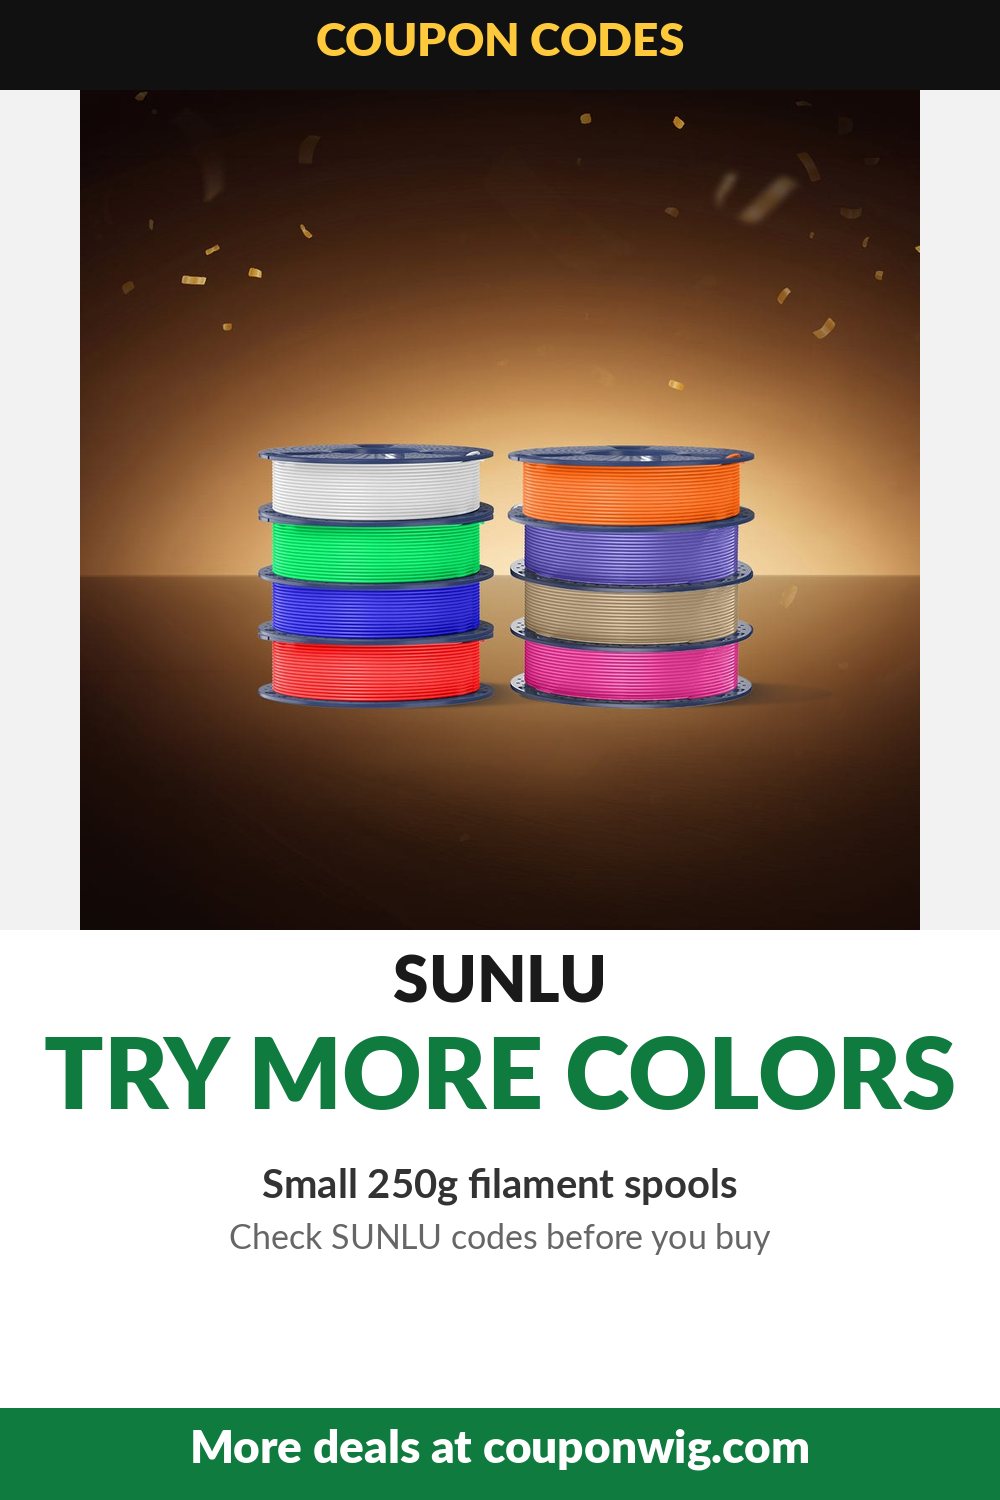 COUPON CODES
SUNLU
TRY MORE COLORS
Small 250g filament spools
Check SUNLU codes before you buy
More deals at couponwig.com